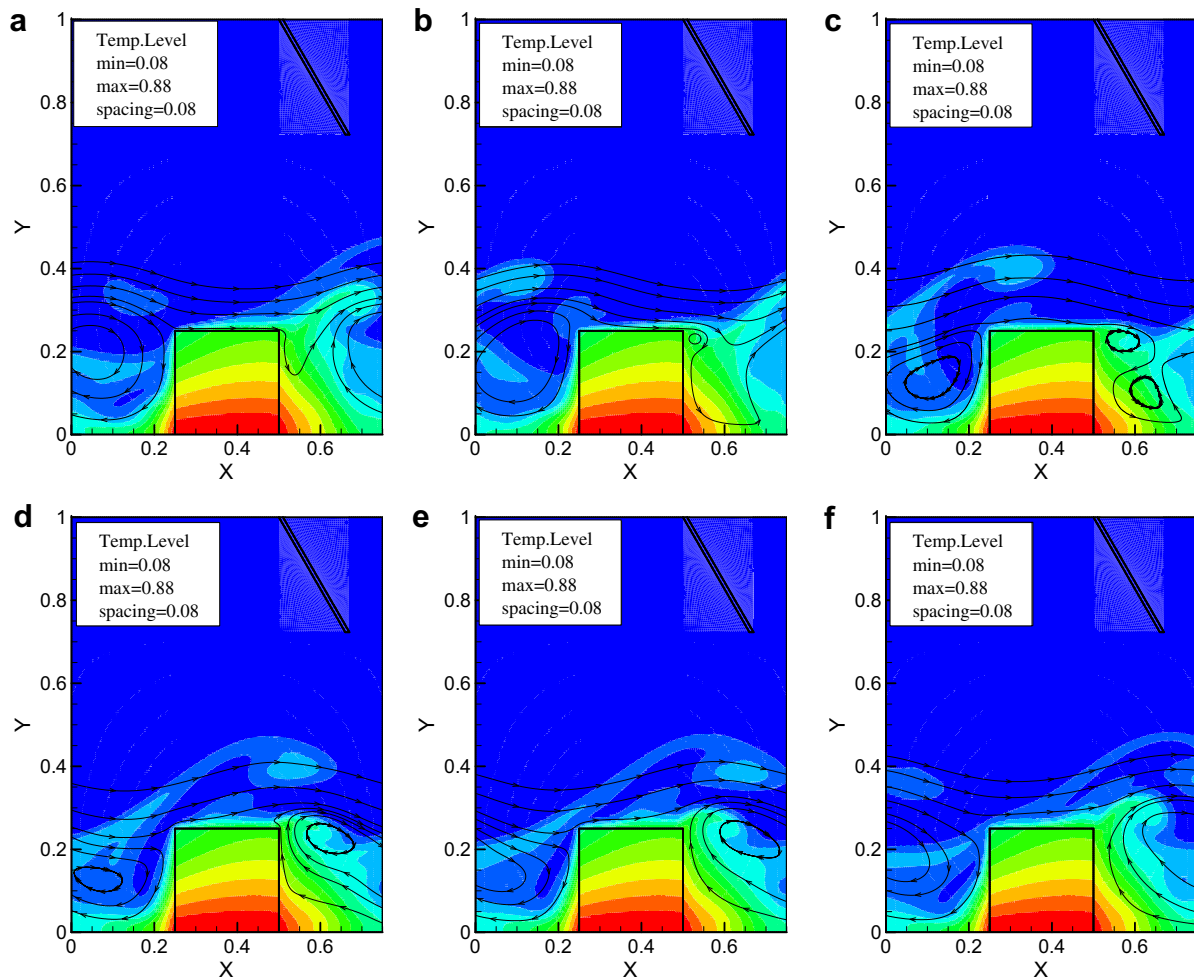 a
b
c
1
0.8
0.6
0.4
0.2
0
Y
Temp.Level
min=0.08
max=0.88
spacing=0.08
0
0.2
0.4
0.6
X
1
0.8
0.6
0.4
0.2
0
Y
Temp.Level
min=0.08
max=0.88
spacing=0.08
0
0.2
0.4
0.6
X
1
0.8
0.6
0.4
0.2
0
Y
Temp.Level
min=0.08
max=0.88
spacing=0.08
0
0.2
0.4
0.6
X
d
e
f
1
0.8
0.6
0.4
0.2
0
Y
Temp.Level
min=0.08
max=0.88
spacing=0.08
0
0.2
0.4
0.6
X
1
0.8
0.6
0.4
0.2
0
Y
Temp.Level
min=0.08
max=0.88
spacing=0.08
0
0.2
0.4
0.6
X
1
0.8
0.6
0.4
0.2
0
Y
Temp.Level
min=0.08
max=0.88
spacing=0.08
0
0.2
0.4
0.6
X